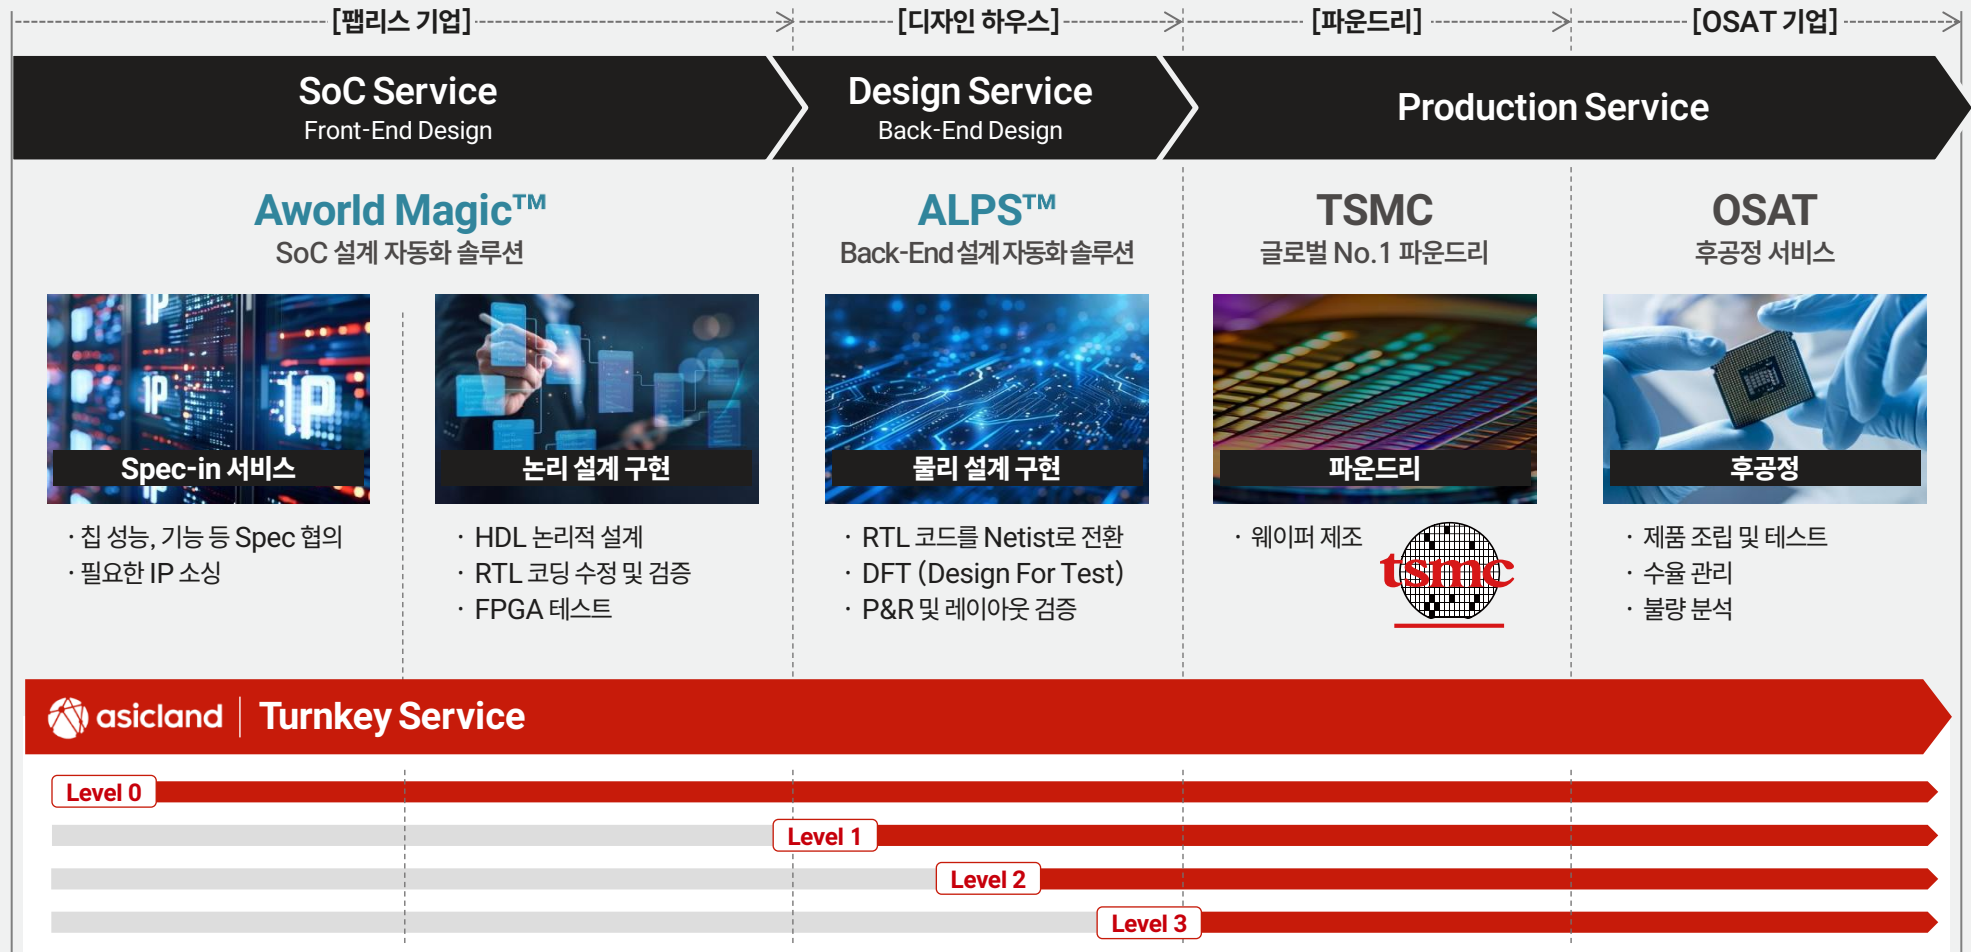 [팹리스 기업]
[디자인 하우스]
[파운드리]
[OSAT 기업]
SoC Service
Front-End Design
Design Service
Back-End Design
Production Service
Aworld Magic™
SoC 설계 자동화 솔루션
ALPS™
Back-End 설계 자동화 솔루션
TSMC
글로벌 No.1 파운드리
OSAT
후공정 서비스
IP
IP
IP
Spec-in 서비스
논리 설계 구현
물리 설계 구현
파운드리
후공정
· 칩 성능, 기능 등 Spec 협의
· 필요한 IP 소싱
· HDL 논리적 설계
· RTL 코딩 수정 및 검증
· FPGA 테스트
· RTL 코드를 Netist로 전환
· DFT (Design For Test)
· P&R 및 레이아웃 검증
· 웨이퍼 제조
tsmc
· 제품 조립 및 테스트
· 수율 관리
· 불량 분석
asicland | Turnkey Service
Level 0
Level 1
Level 2
Level 3